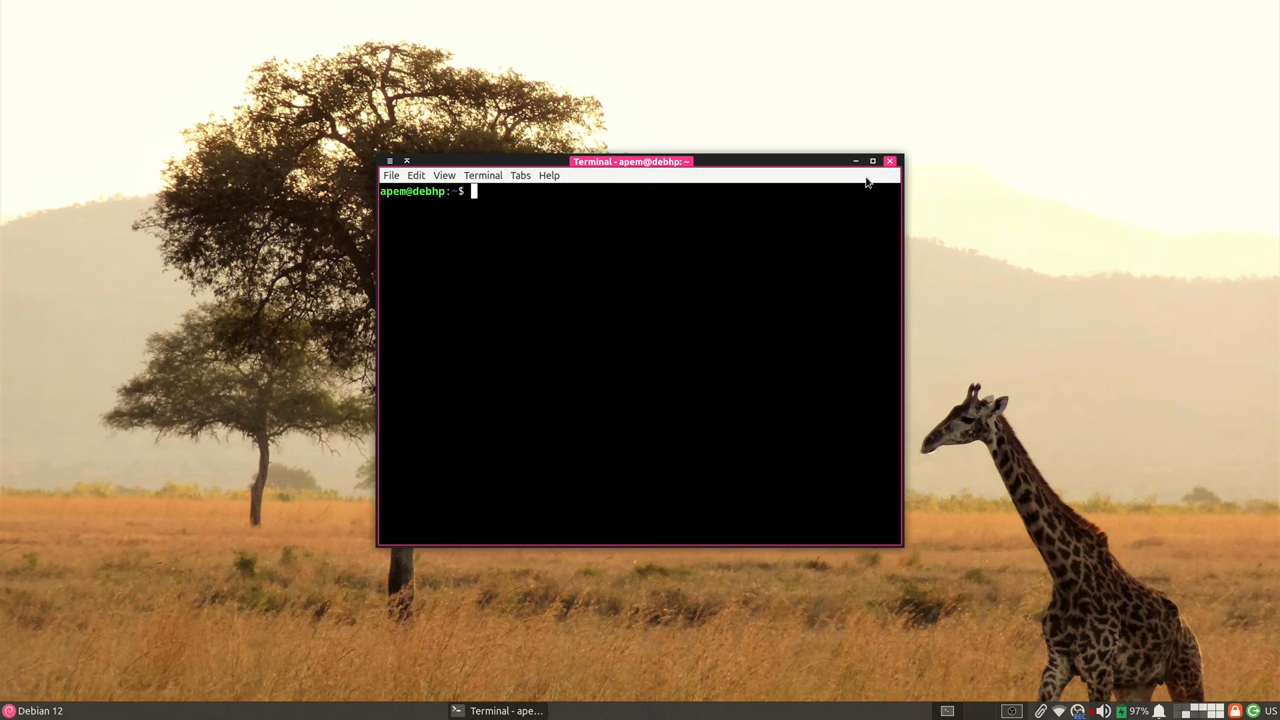 Terminal - apem@debhp: ~
File Edit View Terminal Tabs Help
apem@debhp:~$
Debian 12
Terminal - ape...
97%
US